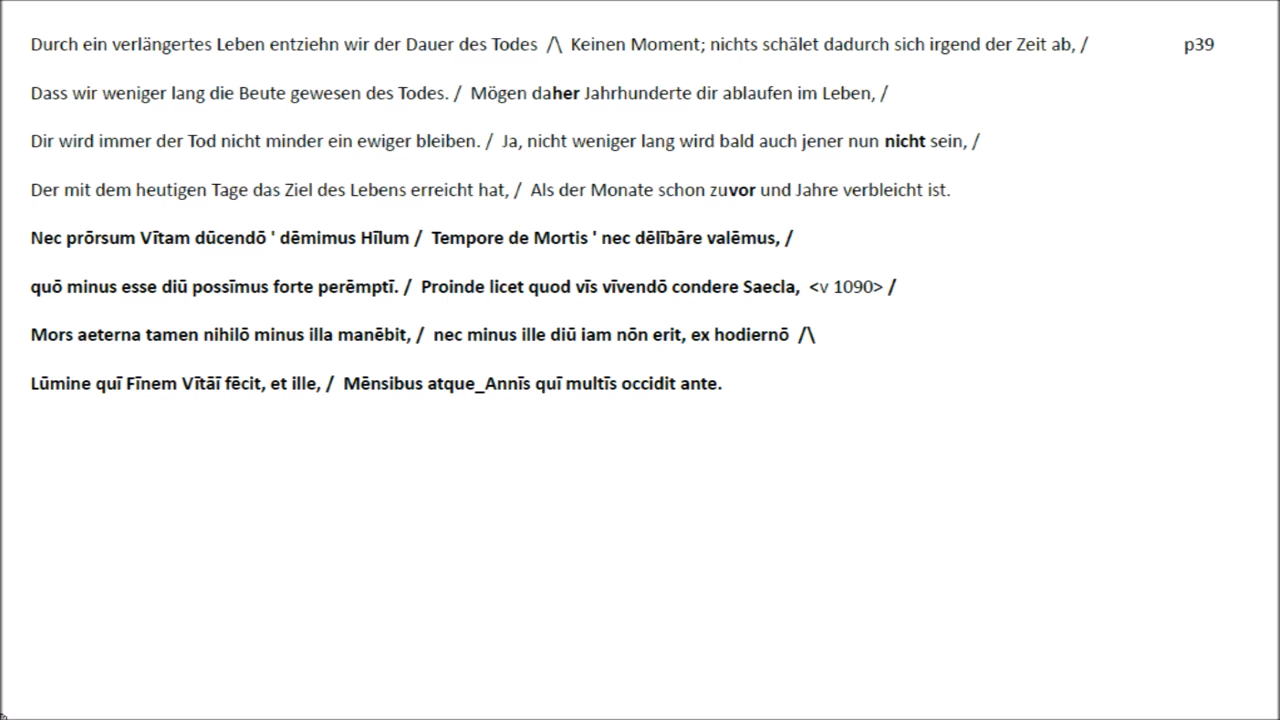 Durch ein verlängertes Leben entziehn wir der Dauer des Todes /\ Keinen Moment; nichts schälet dadurch sich irgend der Zeit ab, / p39
Dass wir weniger lang die Beute gewesen des Todes. / Mögen daher Jahrhunderte dir ablaufen im Leben, /
Dir wird immer der Tod nicht minder ein ewiger bleiben. / Ja, nicht weniger lang wird bald auch jener nun nicht sein, /
Der mit dem heutigen Tage das Ziel des Lebens erreicht hat, / Als der Monate schon zuvor und Jahre verbleicht ist.
Nec prōrsum Vītam dūcendō ' dēmimus Hīlum / Tempore de Mortis ' nec dēlībāre valēmus, /
quō minus esse diū possīmus forte perēmptī. / Proinde licet quod vīs vīvendō condere Saecla, <v 1090> /
Mors aeterna tamen nihilō minus illa manēbit, / nec minus ille diū iam nōn erit, ex hodiernō /\
Lūmine quī Fīnem Vītāī fēcit, et ille, / Mēnsibus atque_Annīs quī multīs occidit ante.